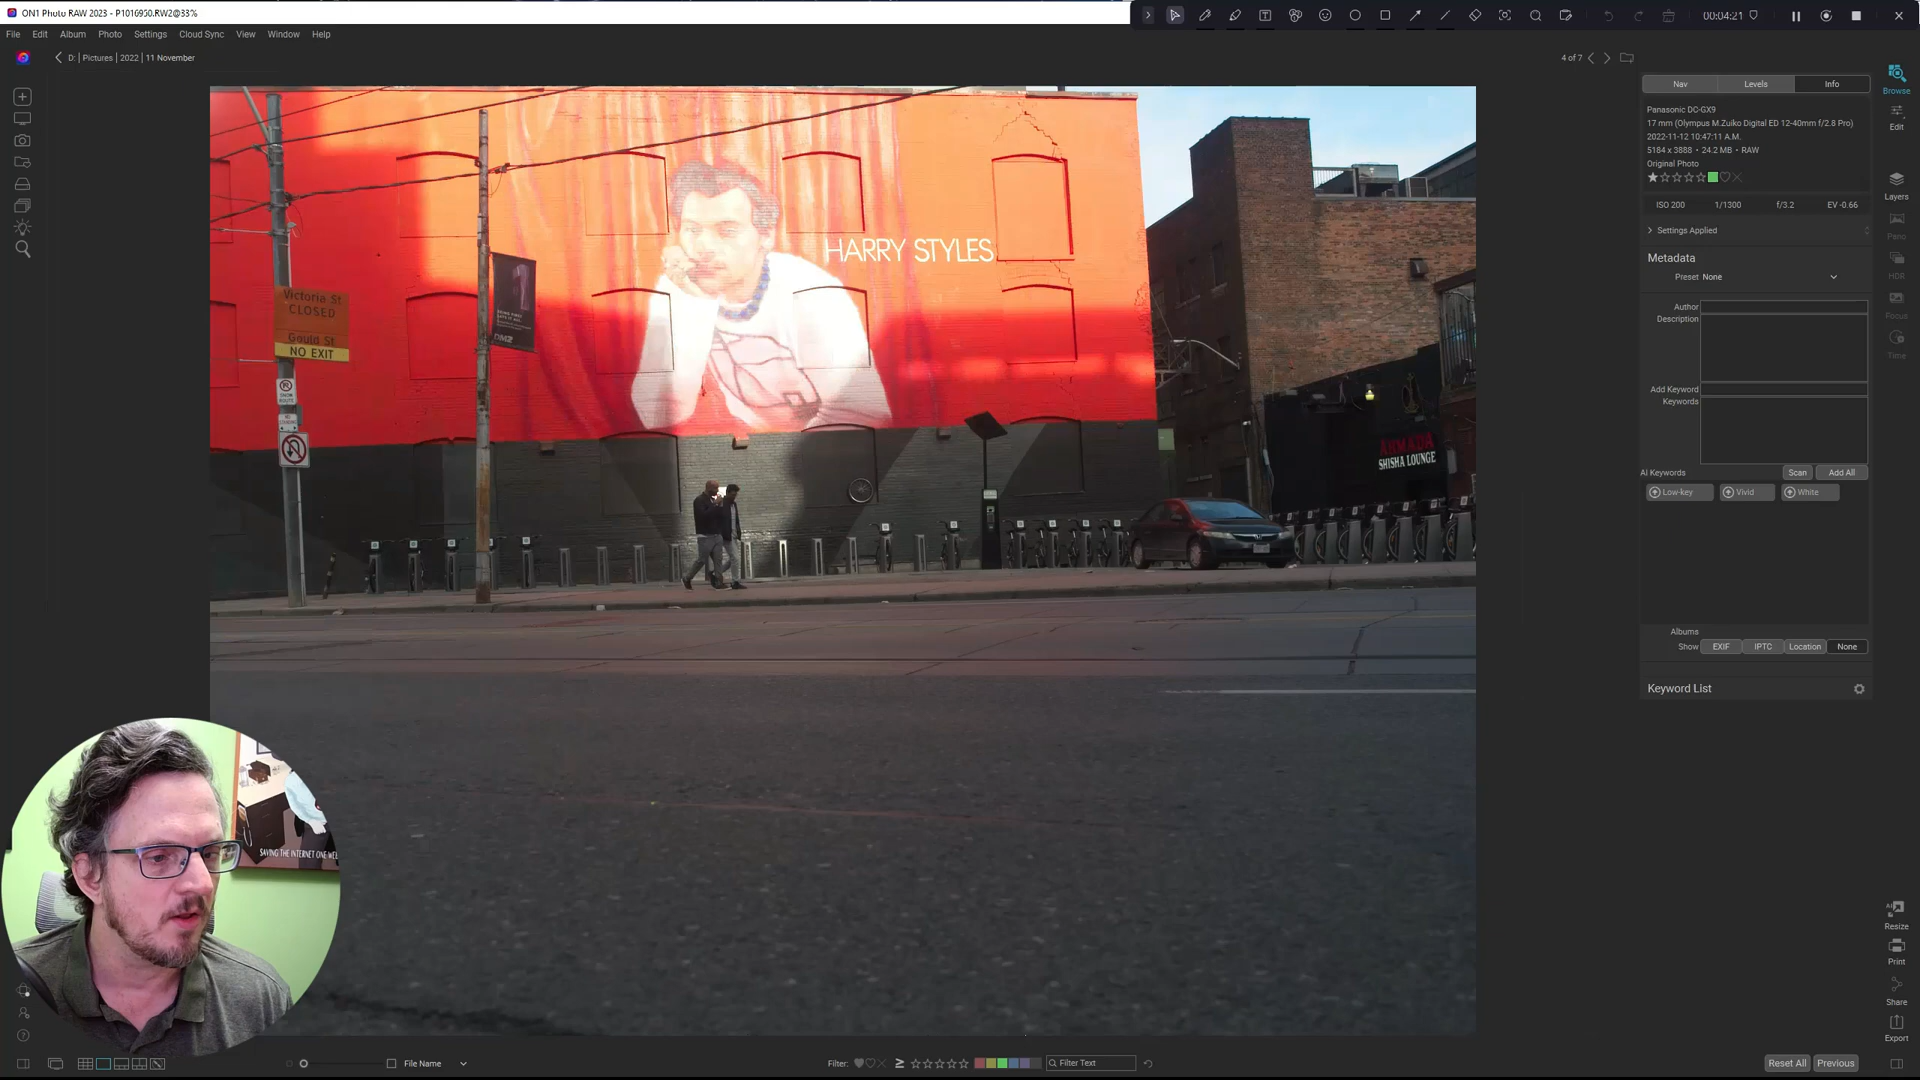 ON1 Photo RAW 2023 - P1016950.RW2@33%
00:04:21
File Edit Album Photo Settings Cloud Sync View Window Help
D: | Pictures | 2022 | 11 November
4 of 7
Nav Levels Info
Browse
Panasonic DC-GX9
17 mm (Olympus M.Zuiko Digital ED 12-40mm f/2.8 Pro)
2022-11-12 10:47:11 A.M.
5184 x 3888 • 24.2 MB • RAW
Original Photo
Edit
ISO 200 1/1300 f/3.2 EV -0.66
Layers
Settings Applied
Pano
Metadata
Preset None
HDR
Author
Description
Focus
Time
Add Keyword
Keywords
AI Keywords Scan Add All
Low-key Vivid White
Albums
Show EXIF IPTC Location None
Keyword List
HARRY STYLES
Victoria St
CLOSED
Gould St
NO EXIT
DMZ
ARMADA
SHISHA LOUNGE
SAVING THE INTERNET ONE WE
Resize
Print
Share
Export
File Name
Filter:
Filter Text
Reset All Previous